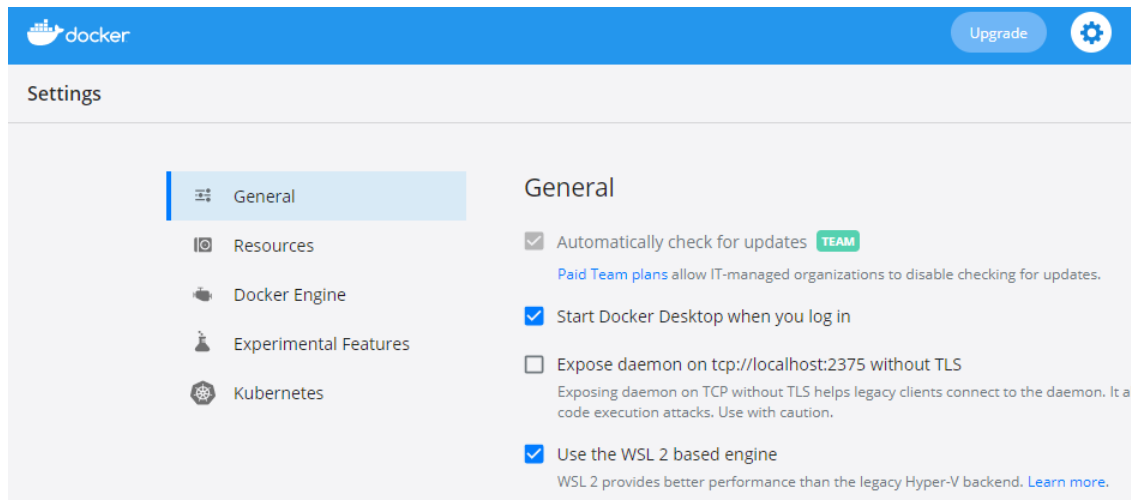 docker
Upgrade
Settings
General
Resources
Docker Engine
Experimental Features
Kubernetes
General
Automatically check for updates TEAM
Paid Team plans allow IT-managed organizations to disable checking for updates.
Start Docker Desktop when you log in
Expose daemon on tcp://localhost:2375 without TLS
Exposing daemon on TCP without TLS helps legacy clients connect to the daemon. It a
code execution attacks. Use with caution.
Use the WSL 2 based engine
WSL 2 provides better performance than the legacy Hyper-V backend. Learn more.